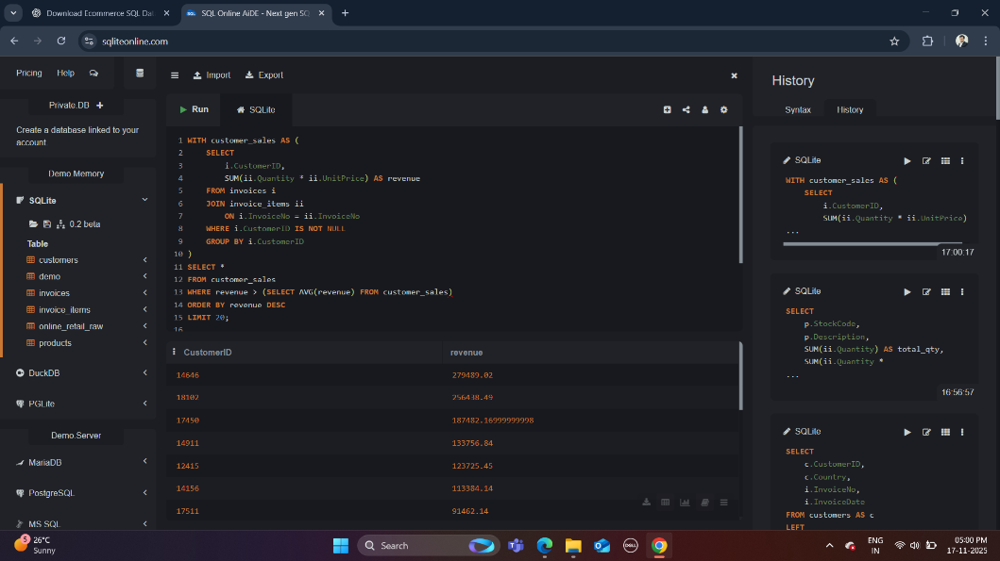 Download Ecommerce SQL Dat
SQL Online AiDE - Next gen SQ
sqliteonline.com
Pricing
Help
Import
Export
History
Private.DB
Create a database linked to your
account
Run
SQLite
Syntax
History
Demo Memory
SQLite
0.2 beta
Table
customers
demo
invoices
invoice_items
online_retail_raw
products
DuckDB
PGLite
Demo.Server
MariaDB
PostgreSQL
MS SQL
1 WITH customer_sales AS (
2 SELECT
3 i.CustomerID,
4 SUM(ii.Quantity * ii.UnitPrice) AS revenue
5 FROM invoices i
6 JOIN invoice_items ii
7 ON i.InvoiceNo = ii.InvoiceNo
8 WHERE i.CustomerID IS NOT NULL
9 GROUP BY i.CustomerID
10 )
11 SELECT *
12 FROM customer_sales
13 WHERE revenue > (SELECT AVG(revenue) FROM customer_sales)
14 ORDER BY revenue DESC
15 LIMIT 20;
16
CustomerID revenue
14646 279489.02
18102 256438.49
17450 187482.16999999998
14911 133756.84
12415 123725.45
14156 113384.14
17511 91462.14
SQLite
WITH customer_sales AS (
SELECT
i.CustomerID,
SUM(ii.Quantity * ii.UnitPrice)
...
17:00:17
SQLite
SELECT
p.StockCode,
p.Description,
SUM(ii.Quantity) AS total_qty,
SUM(ii.Quantity *
...
16:56:57
SQLite
SELECT
c.CustomerID,
c.Country,
i.InvoiceNo,
i.InvoiceDate
FROM customers AS c
LEFT
5
26°C
Sunny
Search
DELL
ENG
IN
05:00 PM
17-11-2025